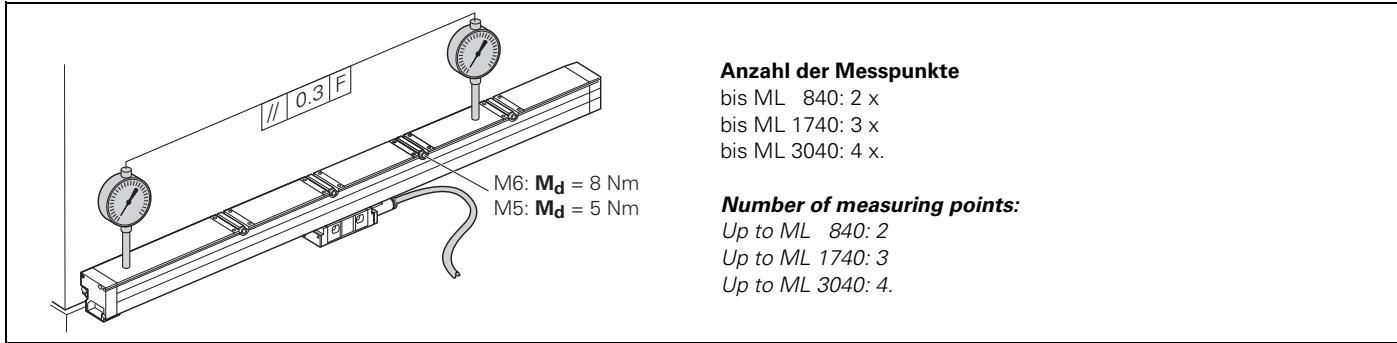 // 0.3 F
M6: Md = 8 Nm
M5: Md = 5 Nm
Anzahl der Messpunkte
bis ML 840: 2 x
bis ML 1740: 3 x
bis ML 3040: 4 x.
Number of measuring points:
Up to ML 840: 2
Up to ML 1740: 3
Up to ML 3040: 4.